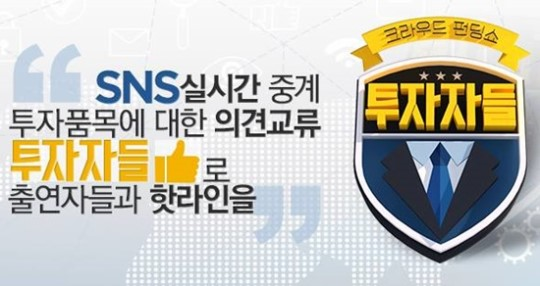 SNS실시간 중계
투자품목에 대한 의견교류
투자자들 로
출연자들과 핫라인을
크라우드 펀딩쇼
투자자들